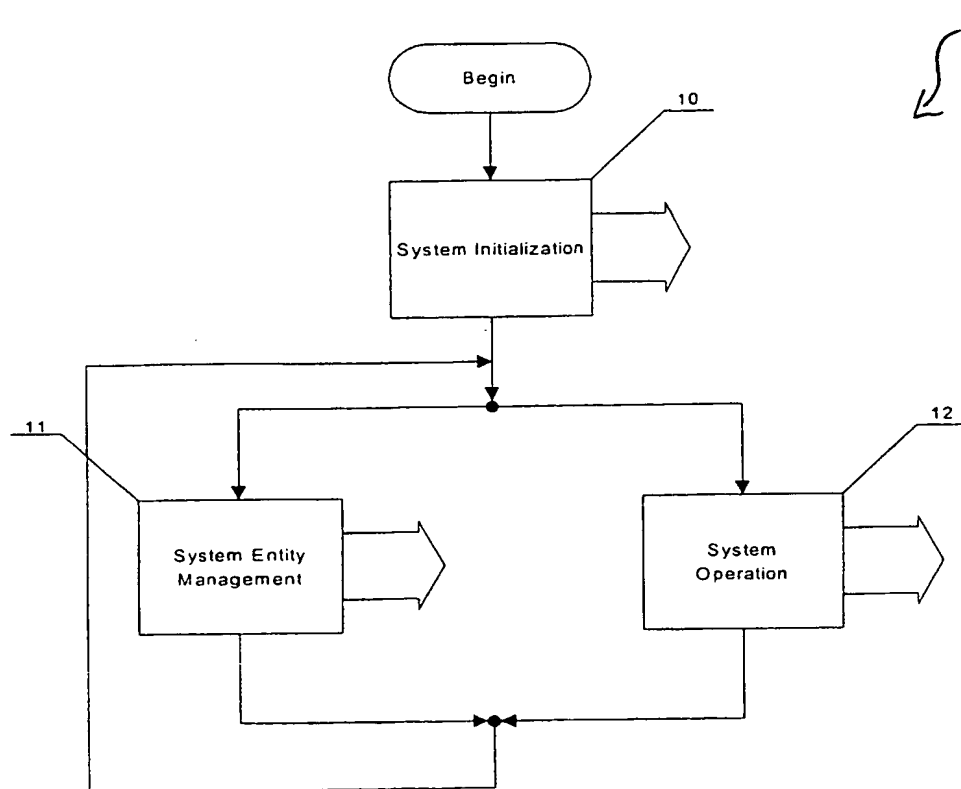 Begin
10
System Initialization
11
12
System Entity
Management
System
Operation